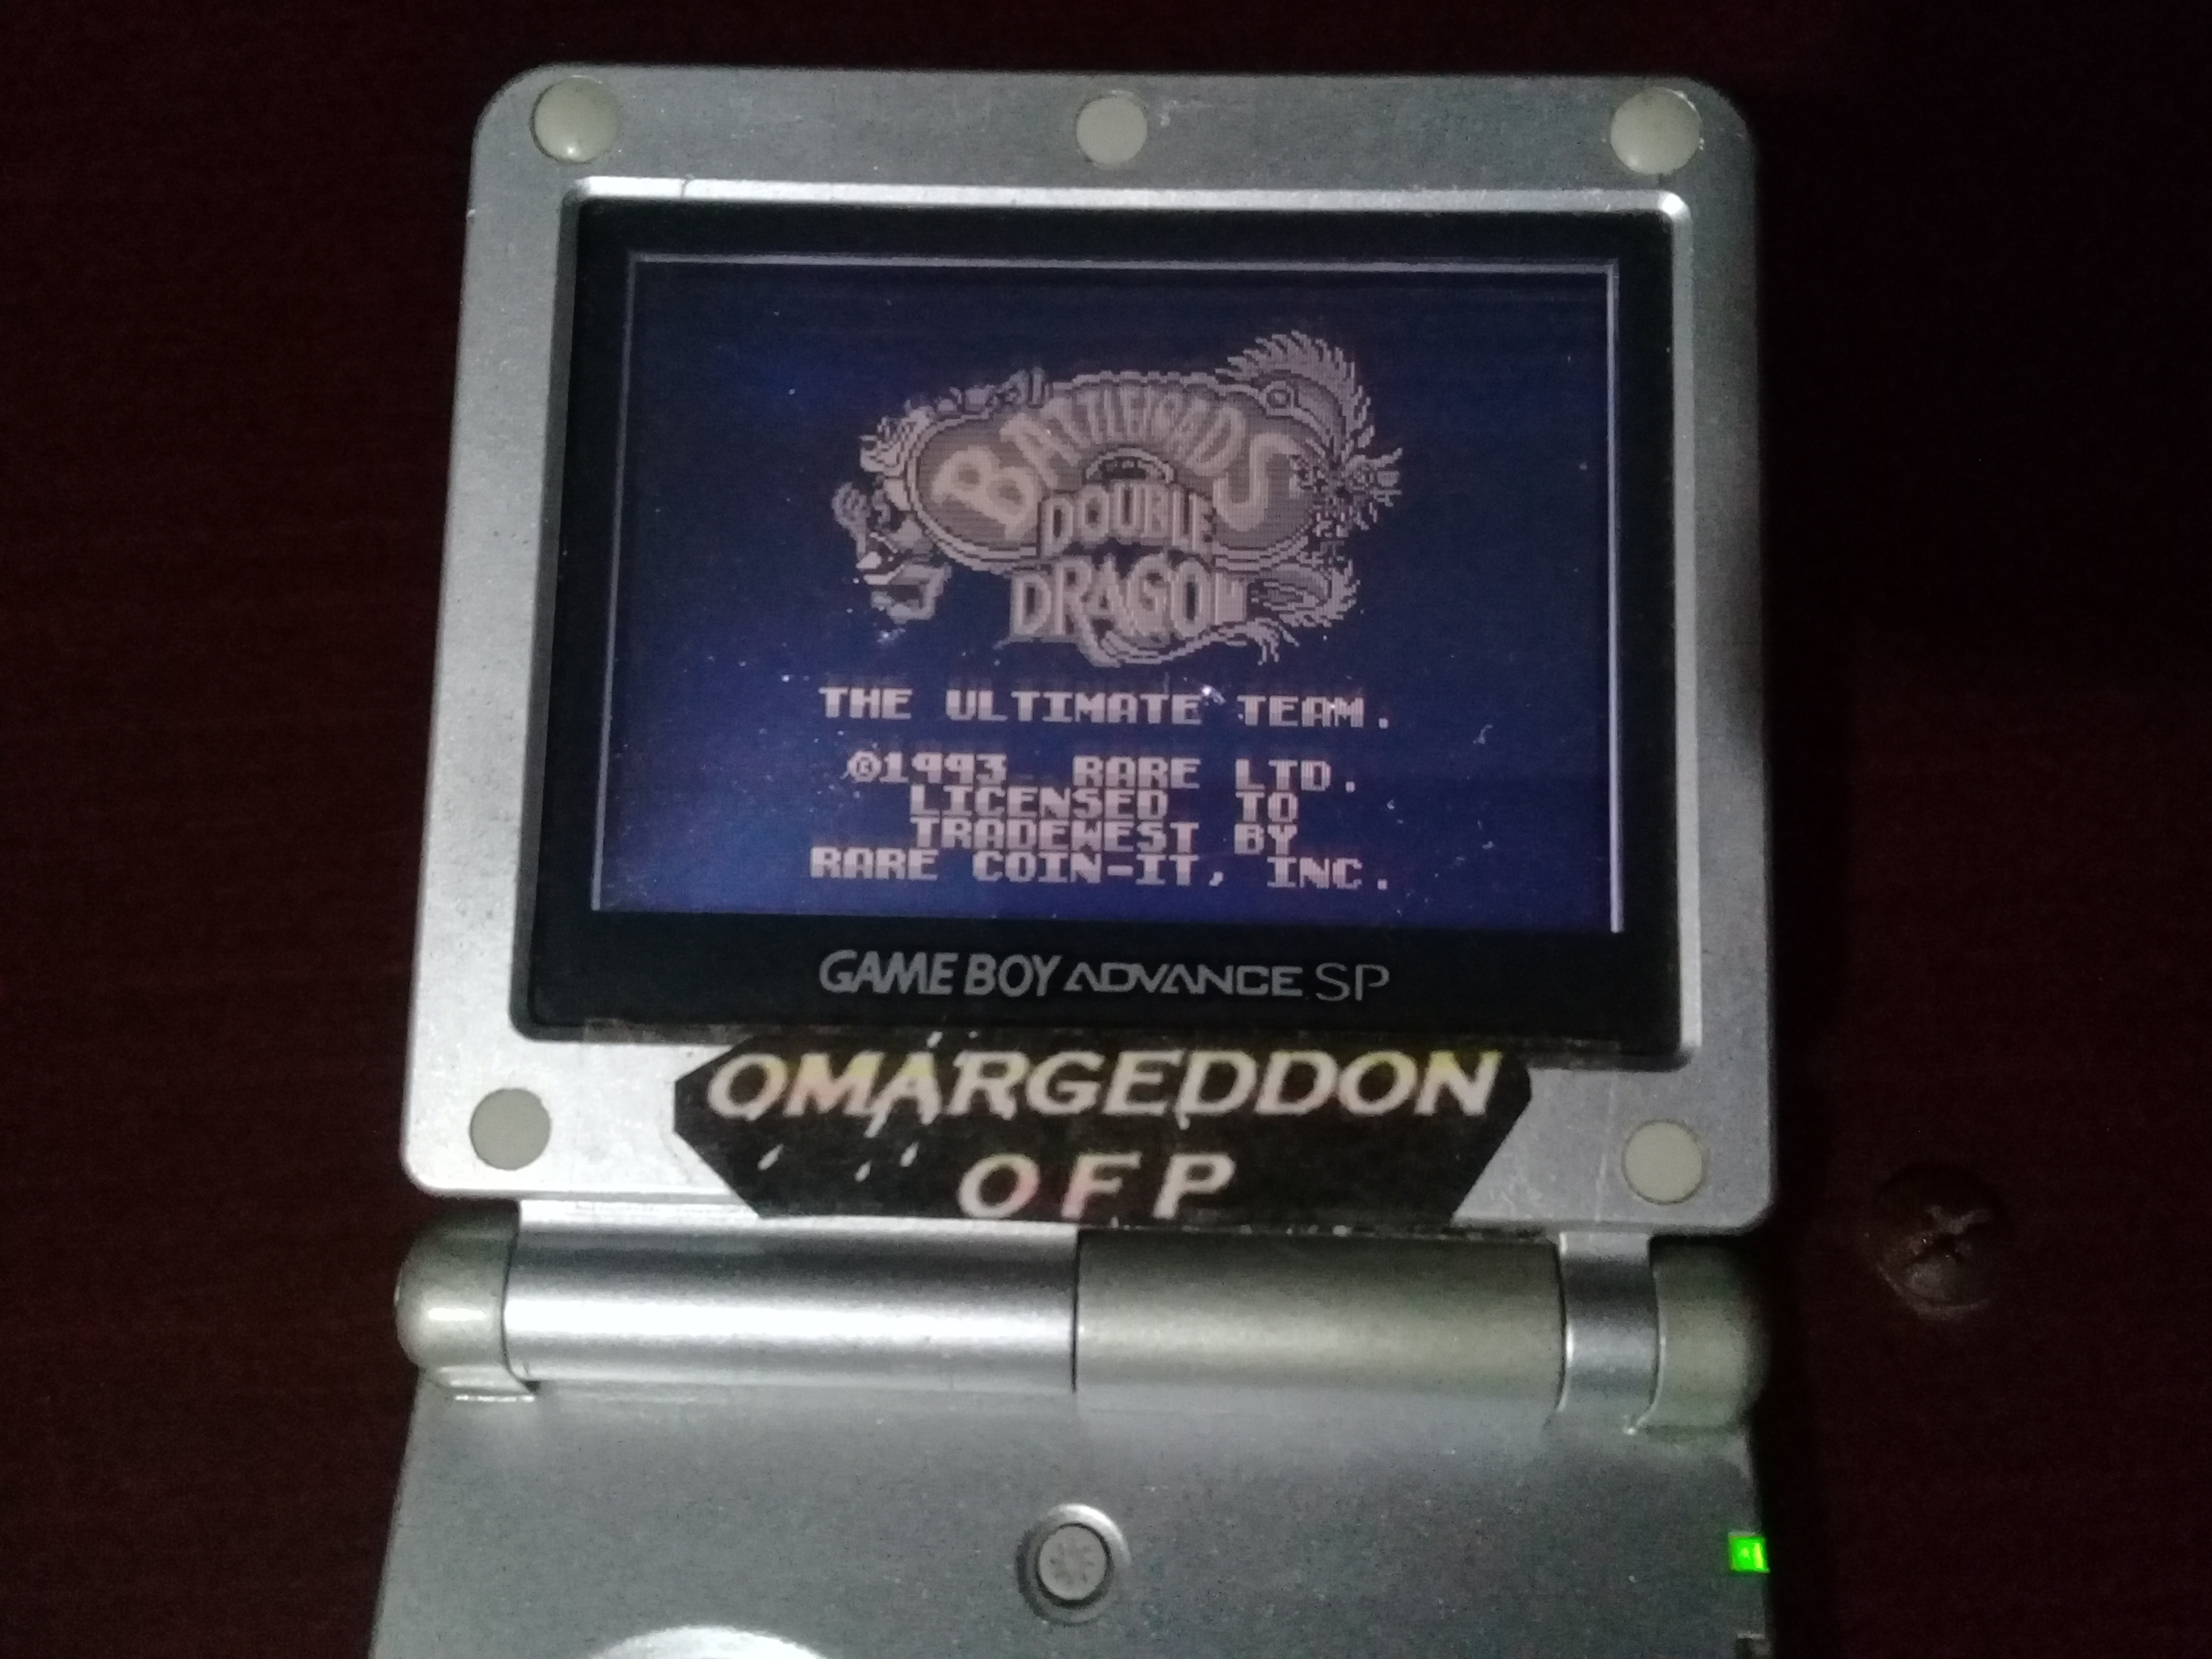 BATTLETOADS
DOUBLE
DRAGON
THE ULTIMATE TEAM.
©1993 RARE LTD.
LICENSED TO
TRADEWEST BY
RARE COIN-IT, INC.
GAME BOY ADVANCE SP
OMARGEDDON
OFP